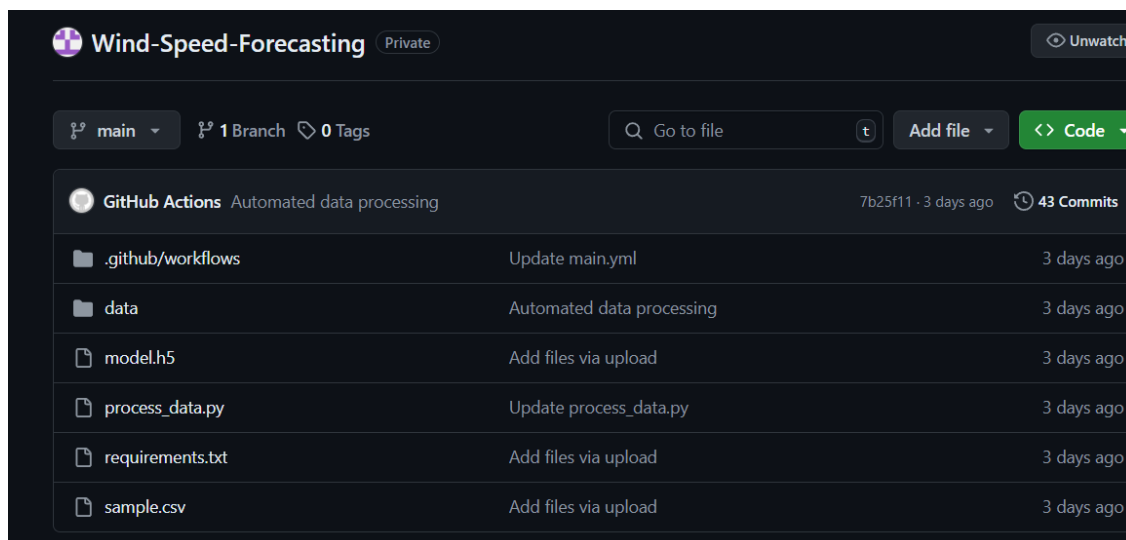 Wind-Speed-Forecasting Private Unwatch
main 1 Branch 0 Tags Go to file t Add file Code
GitHub Actions Automated data processing 7b25f11 · 3 days ago 43 Commits
.github/workflows Update main.yml 3 days ago
data Automated data processing 3 days ago
model.h5 Add files via upload 3 days ago
process_data.py Update process_data.py 3 days ago
requirements.txt Add files via upload 3 days ago
sample.csv Add files via upload 3 days ago